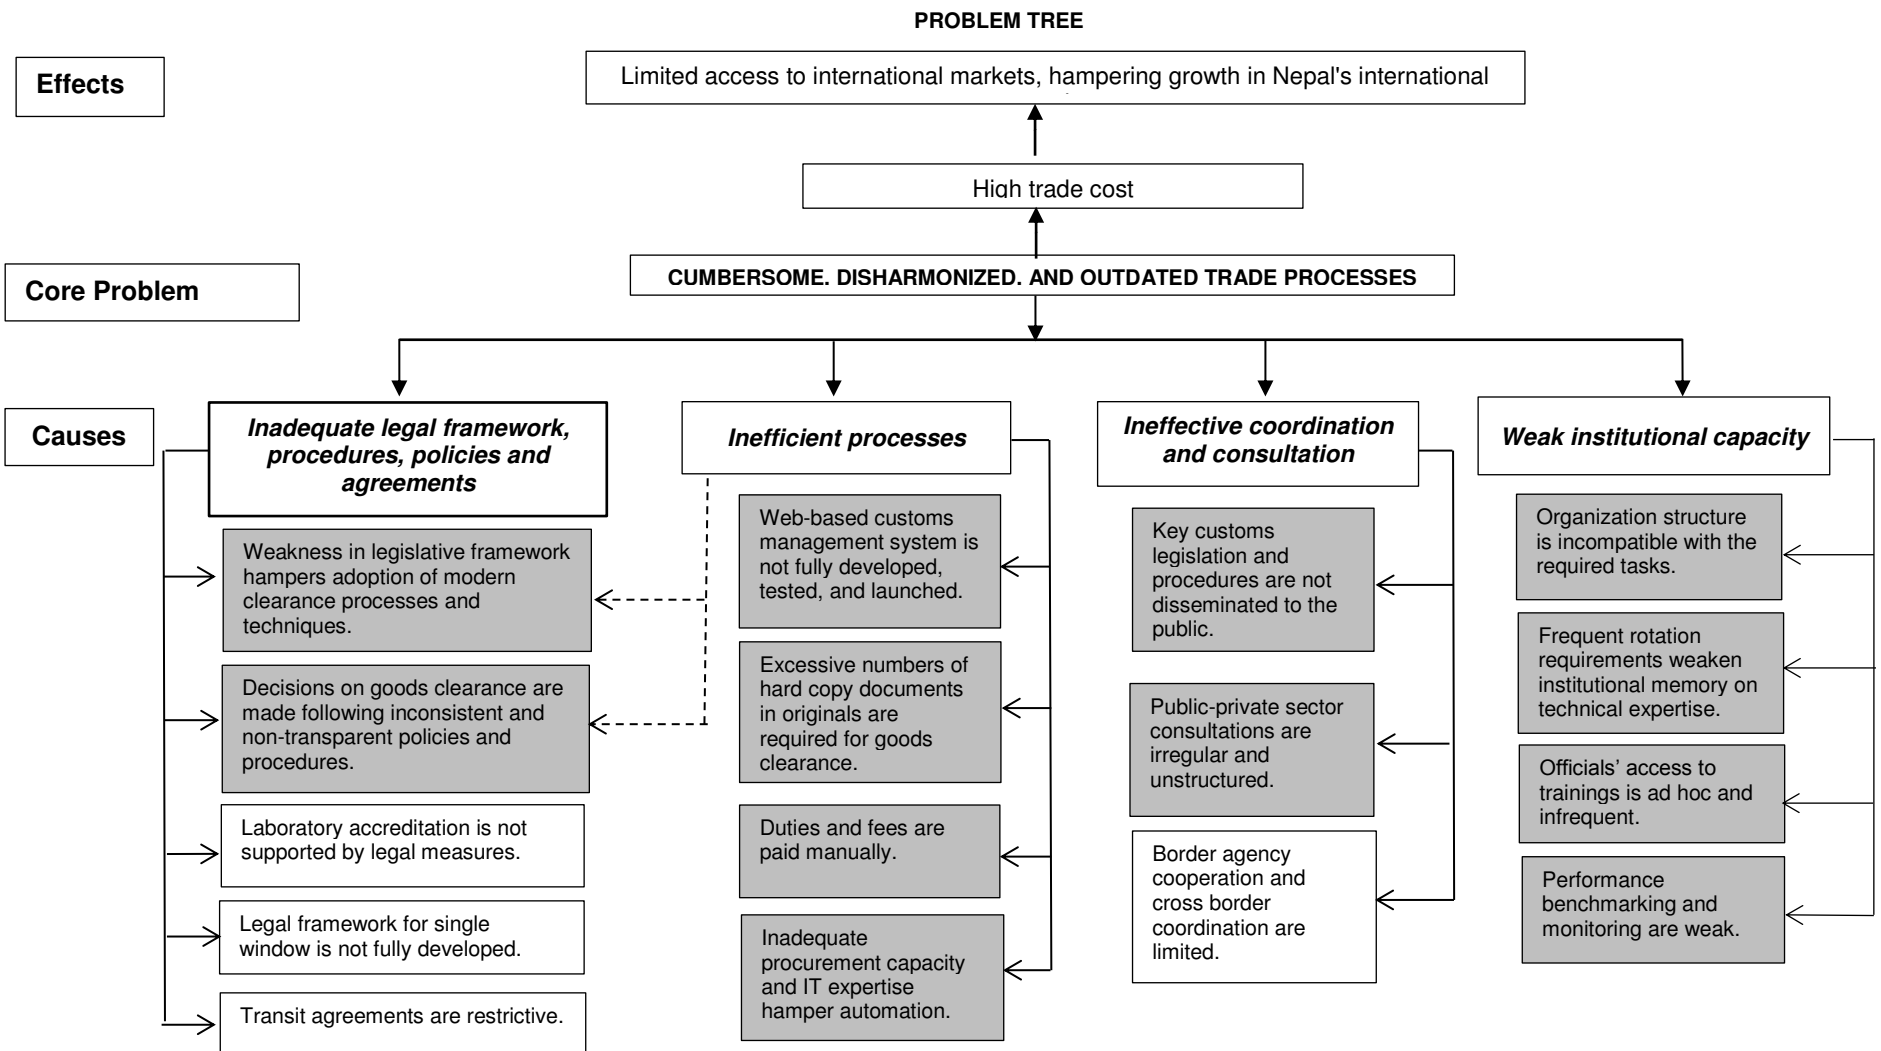 PROBLEM TREE
Effects
Limited access to international markets, hampering growth in Nepal's international
High trade cost
Core Problem
CUMBERSOME. DISHARMONIZED. AND OUTDATED TRADE PROCESSES
Causes
Inadequate legal framework,
procedures, policies and
agreements
Weakness in legislative framework
hampers adoption of modern
clearance processes and
techniques.
Decisions on goods clearance are
made following inconsistent and
non-transparent policies and
procedures.
Laboratory accreditation is not
supported by legal measures.
Legal framework for single
window is not fully developed.
Transit agreements are restrictive.
Inefficient processes
Web-based customs
management system is
not fully developed,
tested, and launched.
Excessive numbers of
hard copy documents
in originals are
required for goods
clearance.
Duties and fees are
paid manually.
Inadequate
procurement capacity
and IT expertise
hamper automation.
Ineffective coordination
and consultation
Key customs
legislation and
procedures are not
disseminated to the
public.
Public-private sector
consultations are
irregular and
unstructured.
Border agency
cooperation and
cross border
coordination are
limited.
Weak institutional capacity
Organization structure
is incompatible with the
required tasks.
Frequent rotation
requirements weaken
institutional memory on
technical expertise.
Officials’ access to
trainings is ad hoc and
infrequent.
Performance
benchmarking and
monitoring are weak.